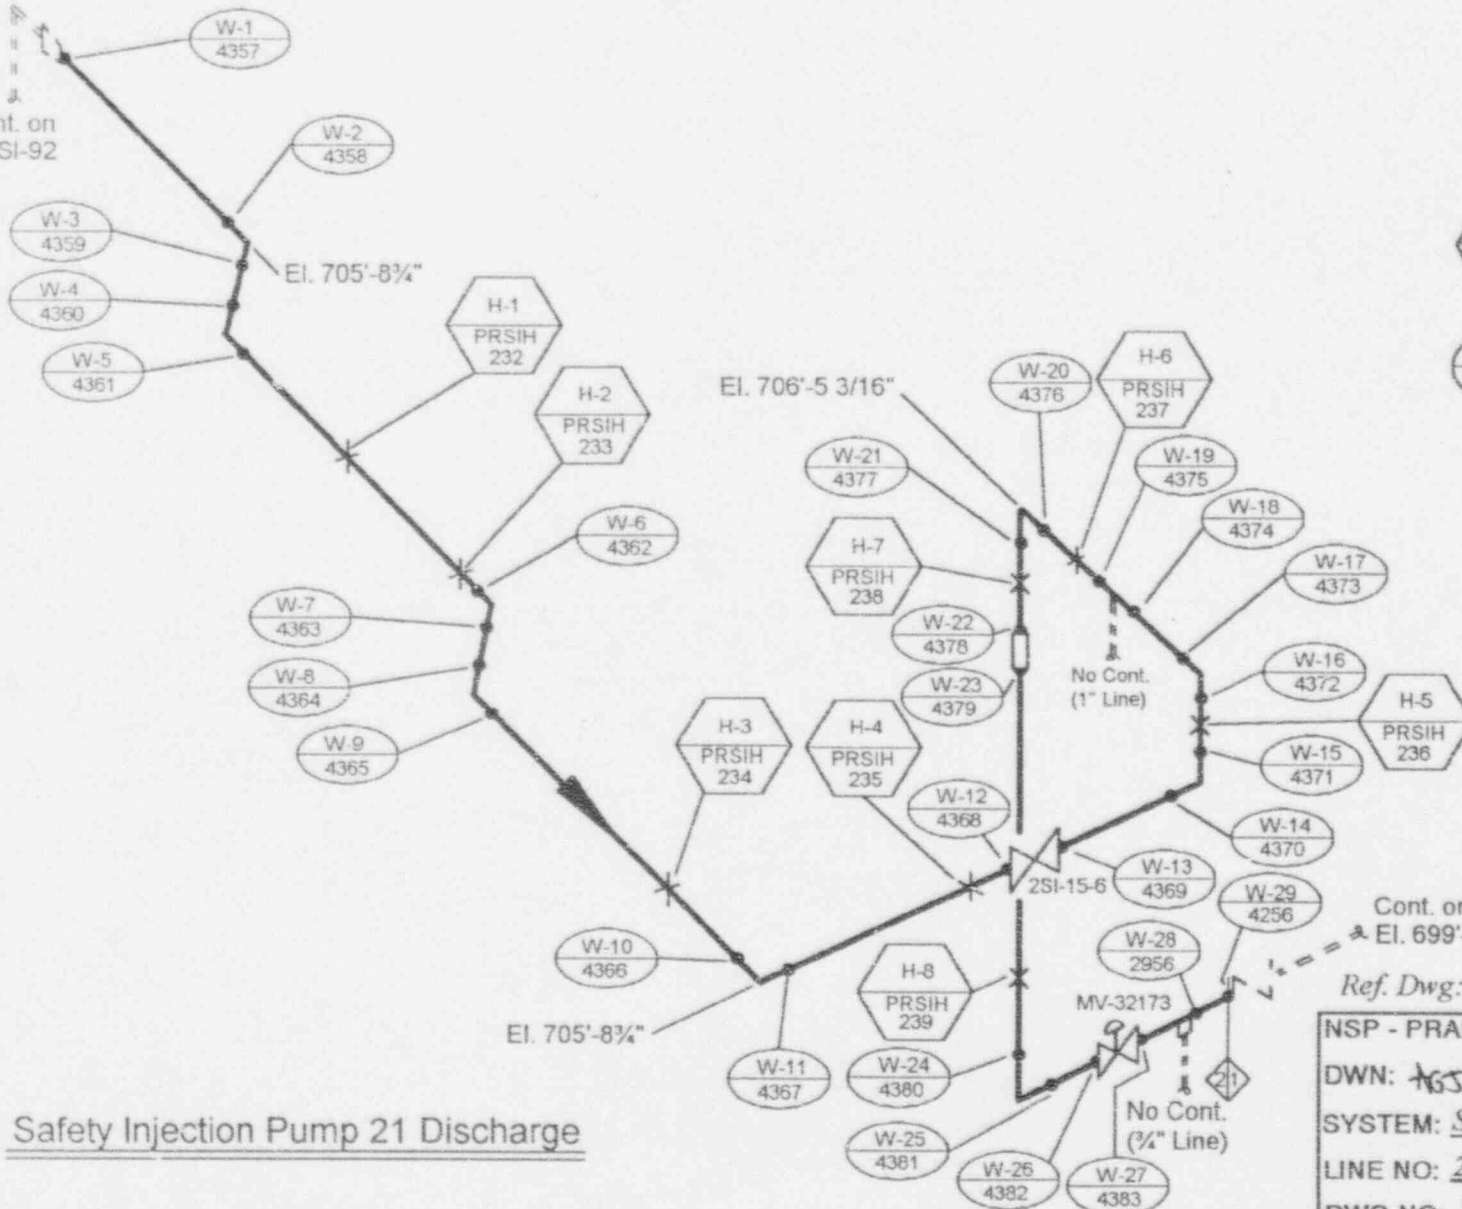 W-1
4357
nt. on
SI-92
W-2
4358
W-3
4359
El. 705'-8¾"
W-4
4360
W-5
4361
H-1
PRSIH
232
H-2
PRSIH
233
W-6
4362
W-7
4363
W-8
4364
W-9
4365
H-3
PRSIH
234
H-4
PRSIH
235
El. 706'-5 3/16"
W-20
4376
H-6
PRSIH
237
W-21
4377
W-19
4375
W-18
4374
H-7
PRSIH
238
W-17
4373
W-22
4378
W-23
4379
No Cont.
(1" Line)
W-16
4372
H-5
PRSIH
236
W-15
4371
W-12
4368
W-14
4370
2SI-15-6
W-13
4369
W-29
4256
Cont. on
El. 699'
W-10
4366
W-28
2956
H-8
PRSIH
239
MV-32173
Ref. Dwg:
El. 705'-8¾"
W-11
4367
W-24
4380
21
No Cont.
(¾" Line)
W-25
4381
W-26
4382
W-27
4383
Safety Injection Pump 21 Discharge
NSP - PRA
DWN:
SYSTEM: S
LINE NO: 2
DWG NO: